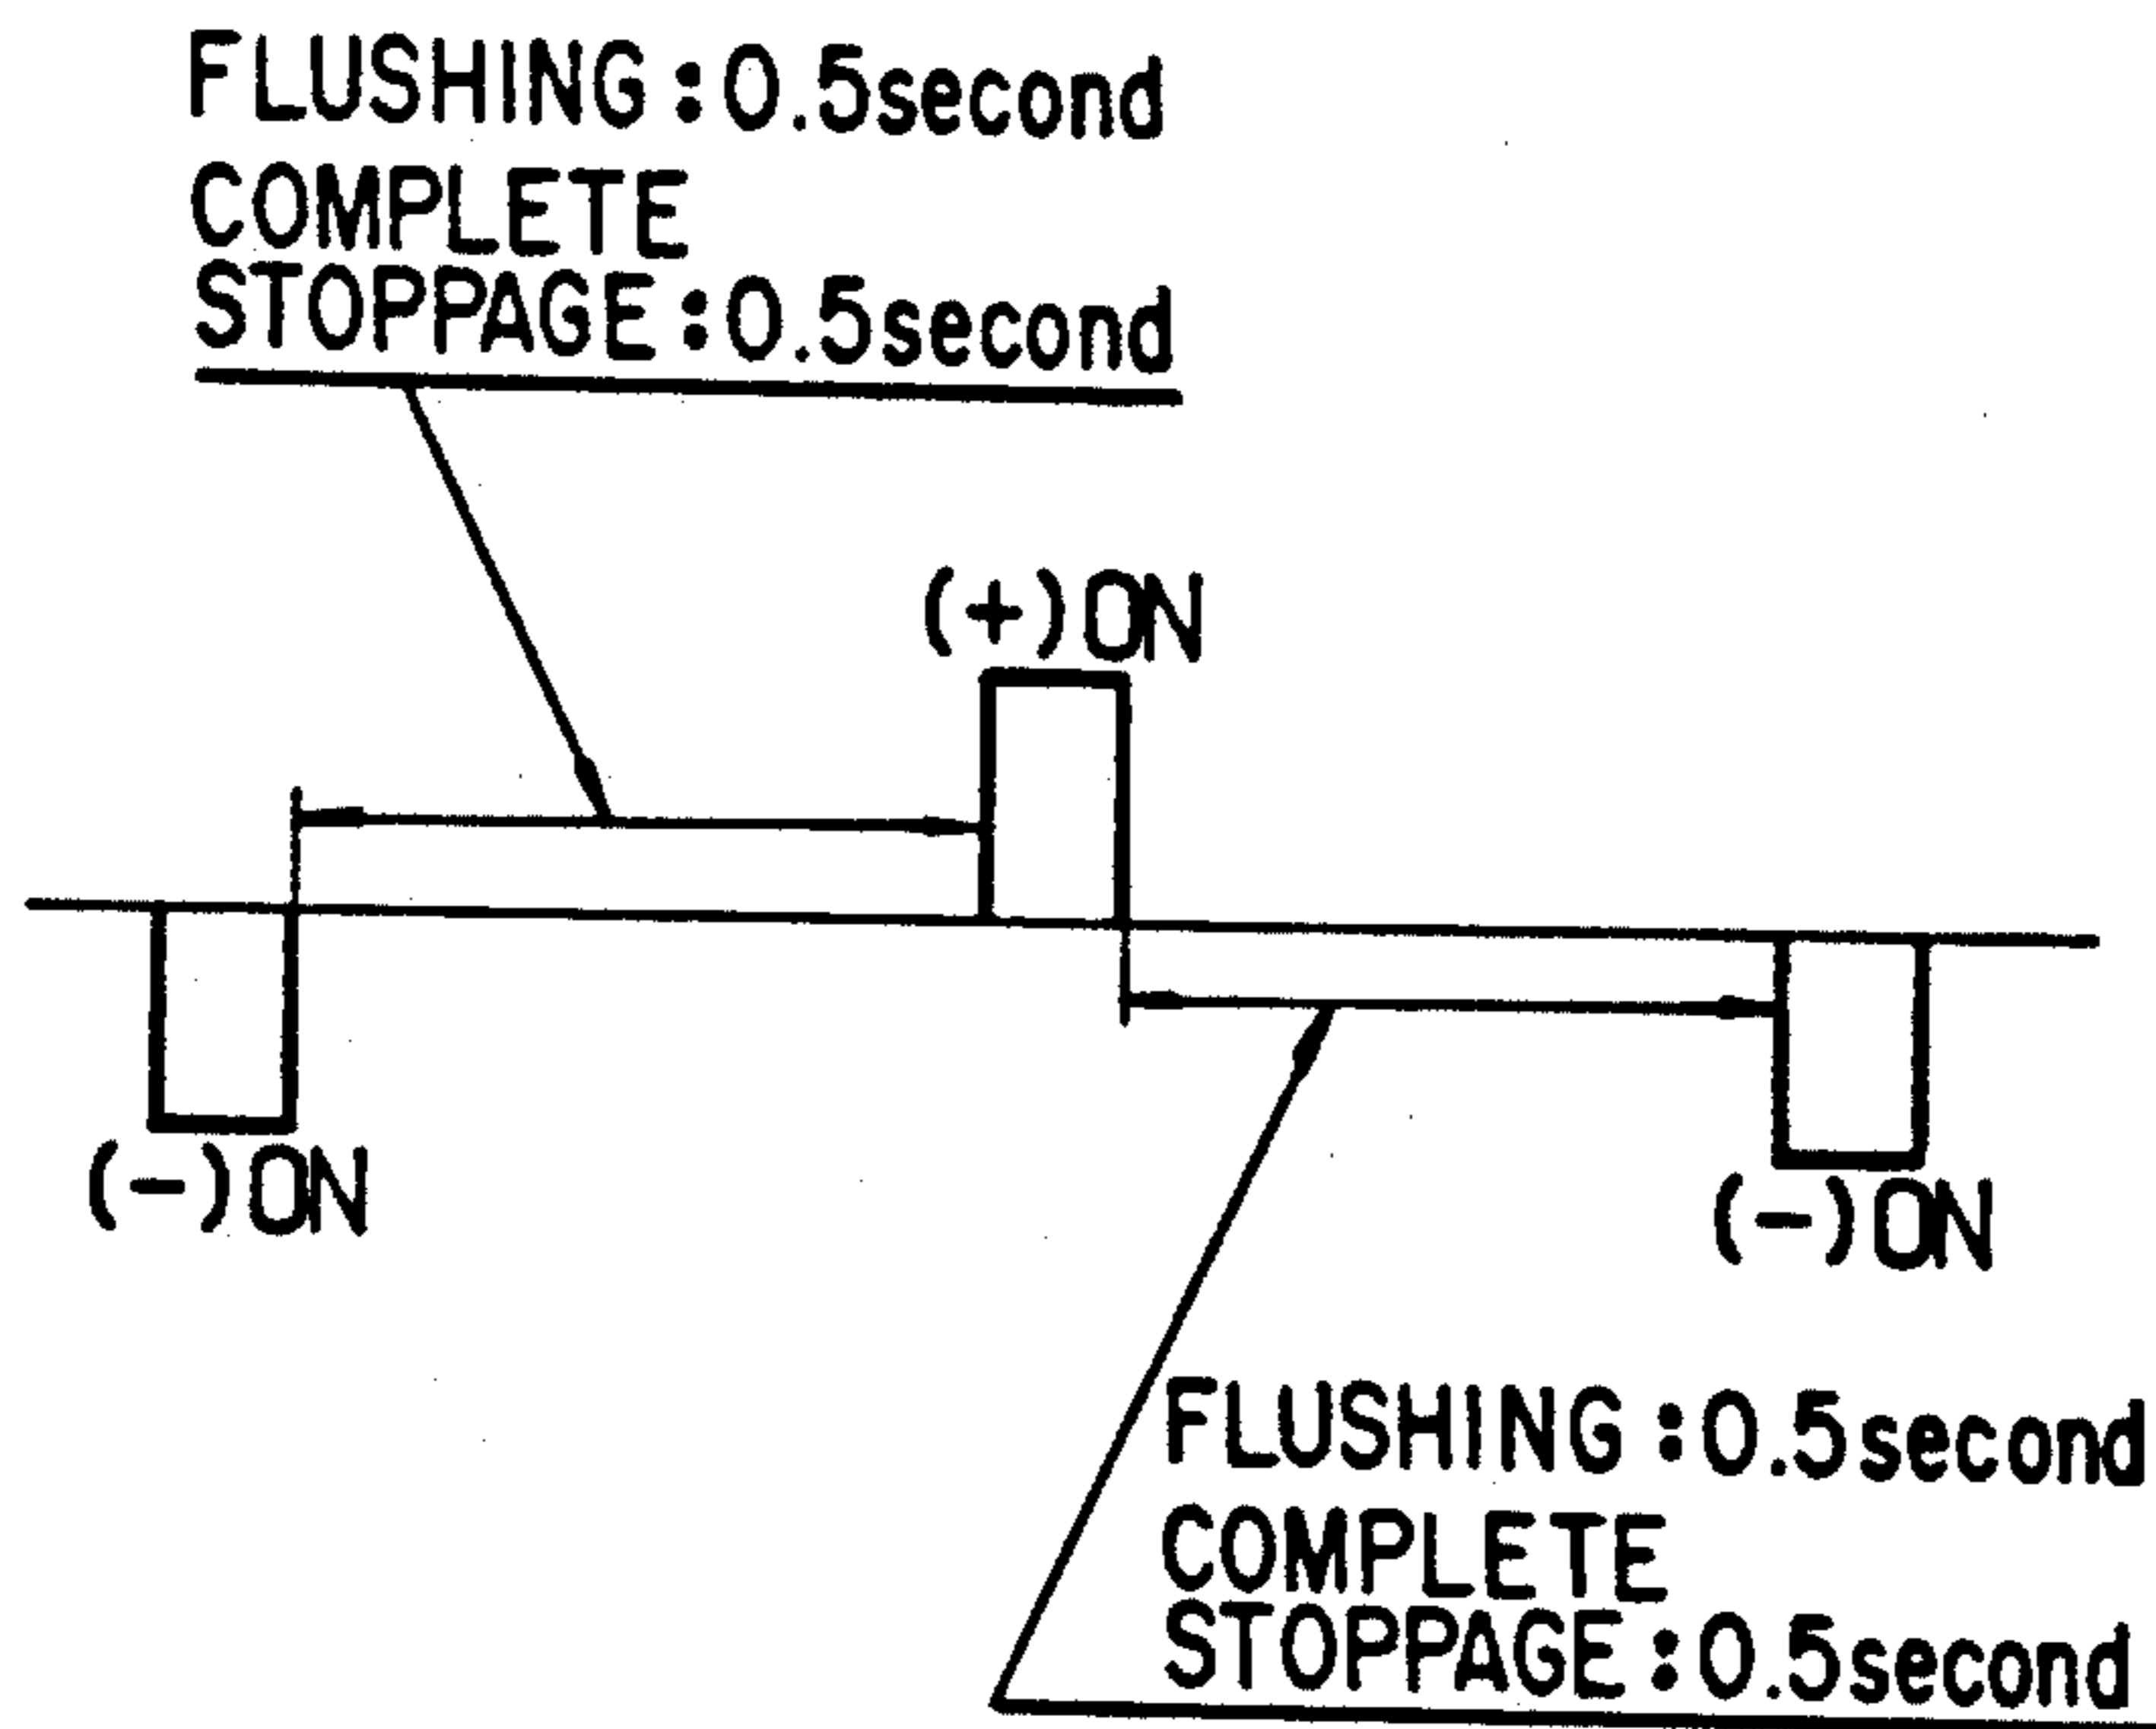 FLUSHING:0.5second
COMPLETE
STOPPAGE:0.5second
(+)ON
(-)ON
(-)ON
FLUSHING:0.5second
COMPLETE
STOPPAGE:0.5second